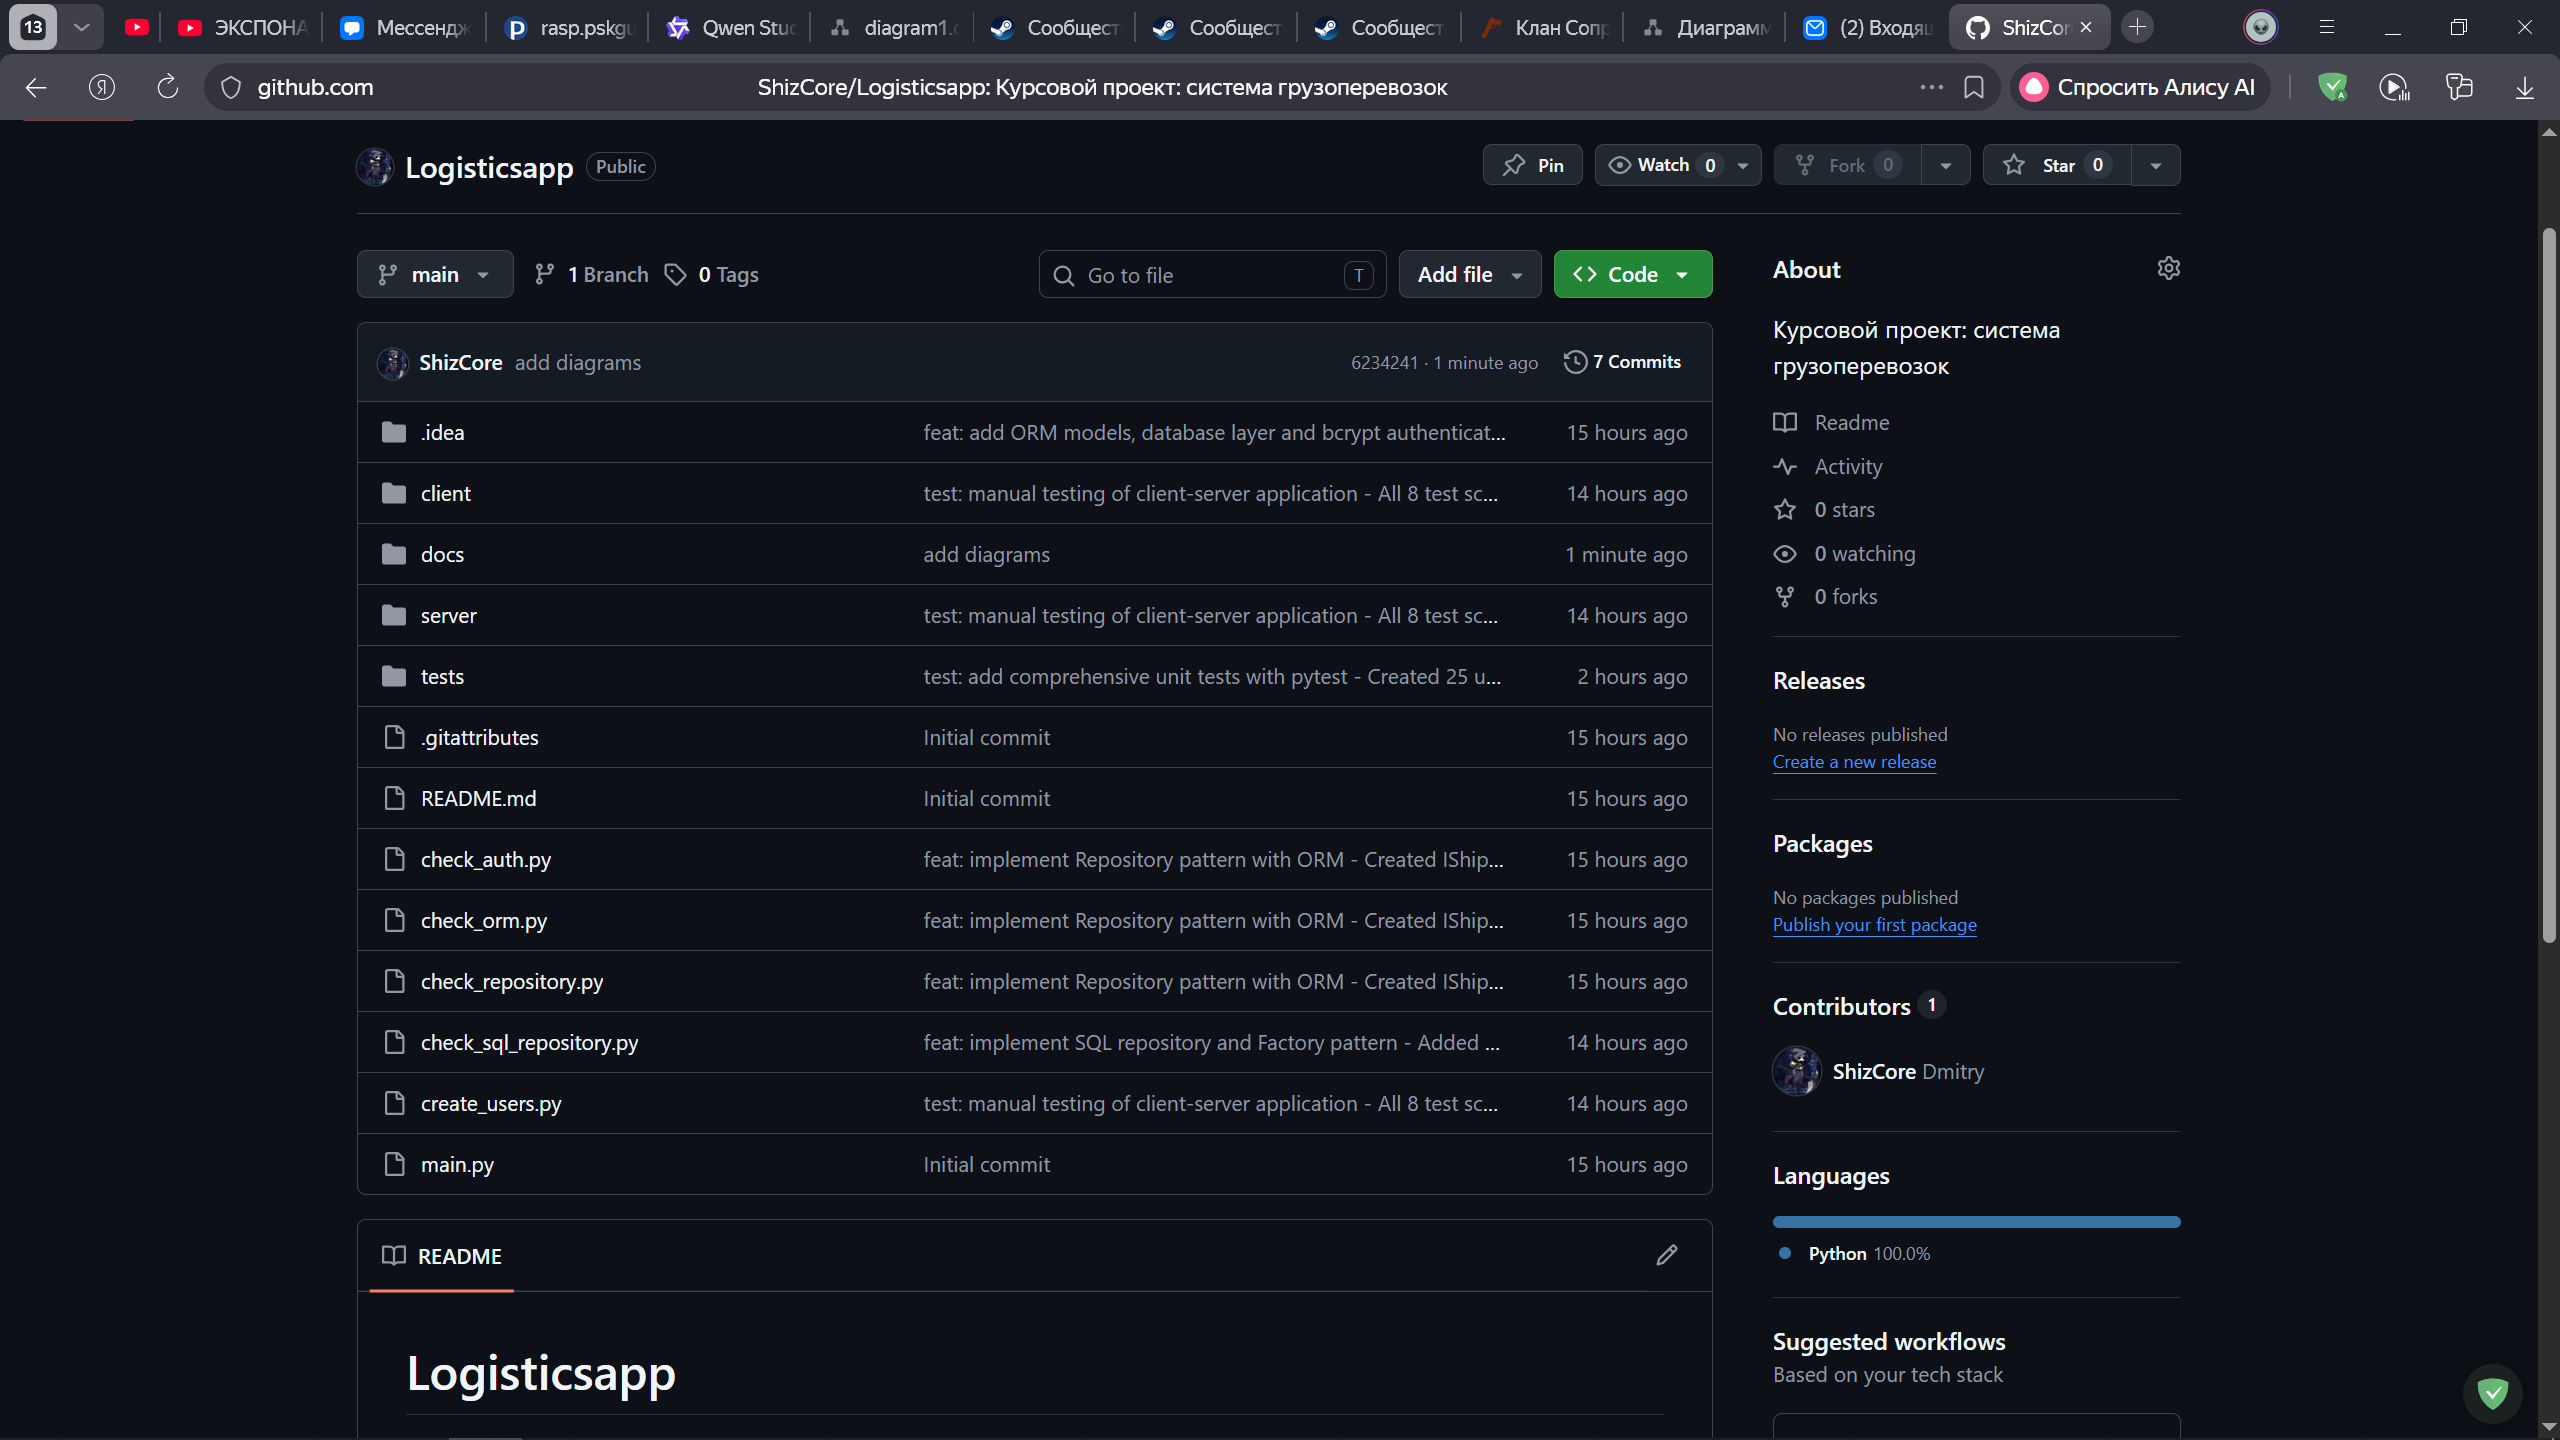 13
ЭКСПОНА
Мессендж
rasp.pskgu
Qwen Stuc
diagram1.
Сообщест
Сообщест
Сообщест
Клан Сопр
Диаграмм
(2) Входящ
ShizCor
github.com
ShizCore/Logisticsapp: Курсовой проект: система грузоперевозок
Спросить Алису AI
Logisticsapp Public
Pin
Watch 0
Fork 0
Star 0
main
1 Branch
0 Tags
Go to file T
Add file
Code
ShizCore add diagrams 6234241 · 1 minute ago 7 Commits
.idea feat: add ORM models, database layer and bcrypt authenticat... 15 hours ago
client test: manual testing of client-server application - All 8 test sc... 14 hours ago
docs add diagrams 1 minute ago
server test: manual testing of client-server application - All 8 test sc... 14 hours ago
tests test: add comprehensive unit tests with pytest - Created 25 u... 2 hours ago
.gitattributes Initial commit 15 hours ago
README.md Initial commit 15 hours ago
check_auth.py feat: implement Repository pattern with ORM - Created IShip... 15 hours ago
check_orm.py feat: implement Repository pattern with ORM - Created IShip... 15 hours ago
check_repository.py feat: implement Repository pattern with ORM - Created IShip... 15 hours ago
check_sql_repository.py feat: implement SQL repository and Factory pattern - Added ... 14 hours ago
create_users.py test: manual testing of client-server application - All 8 test sc... 14 hours ago
main.py Initial commit 15 hours ago
README
Logisticsapp
About
Курсовой проект: система
грузоперевозок
Readme
Activity
0 stars
0 watching
0 forks
Releases
No releases published
Create a new release
Packages
No packages published
Publish your first package
Contributors 1
ShizCore Dmitry
Languages
Python 100.0%
Suggested workflows
Based on your tech stack